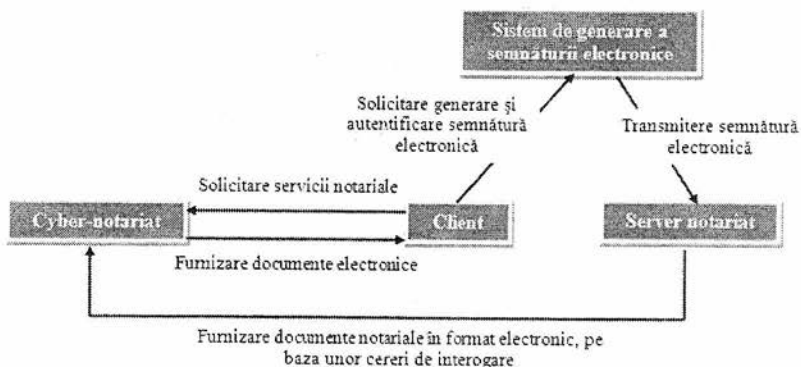 Sistem de generare a
semnăturii electronice
Solicitare generare și
autentificare semnătură
electronică
Transmitere semnătură
electronică
Solicitare servicii notariale
Cyber-notariat
Client
Server notariat
Furnizare documente electronice
Furnizare documente notariale în format electronic, pe
baza unor cereri de interogare